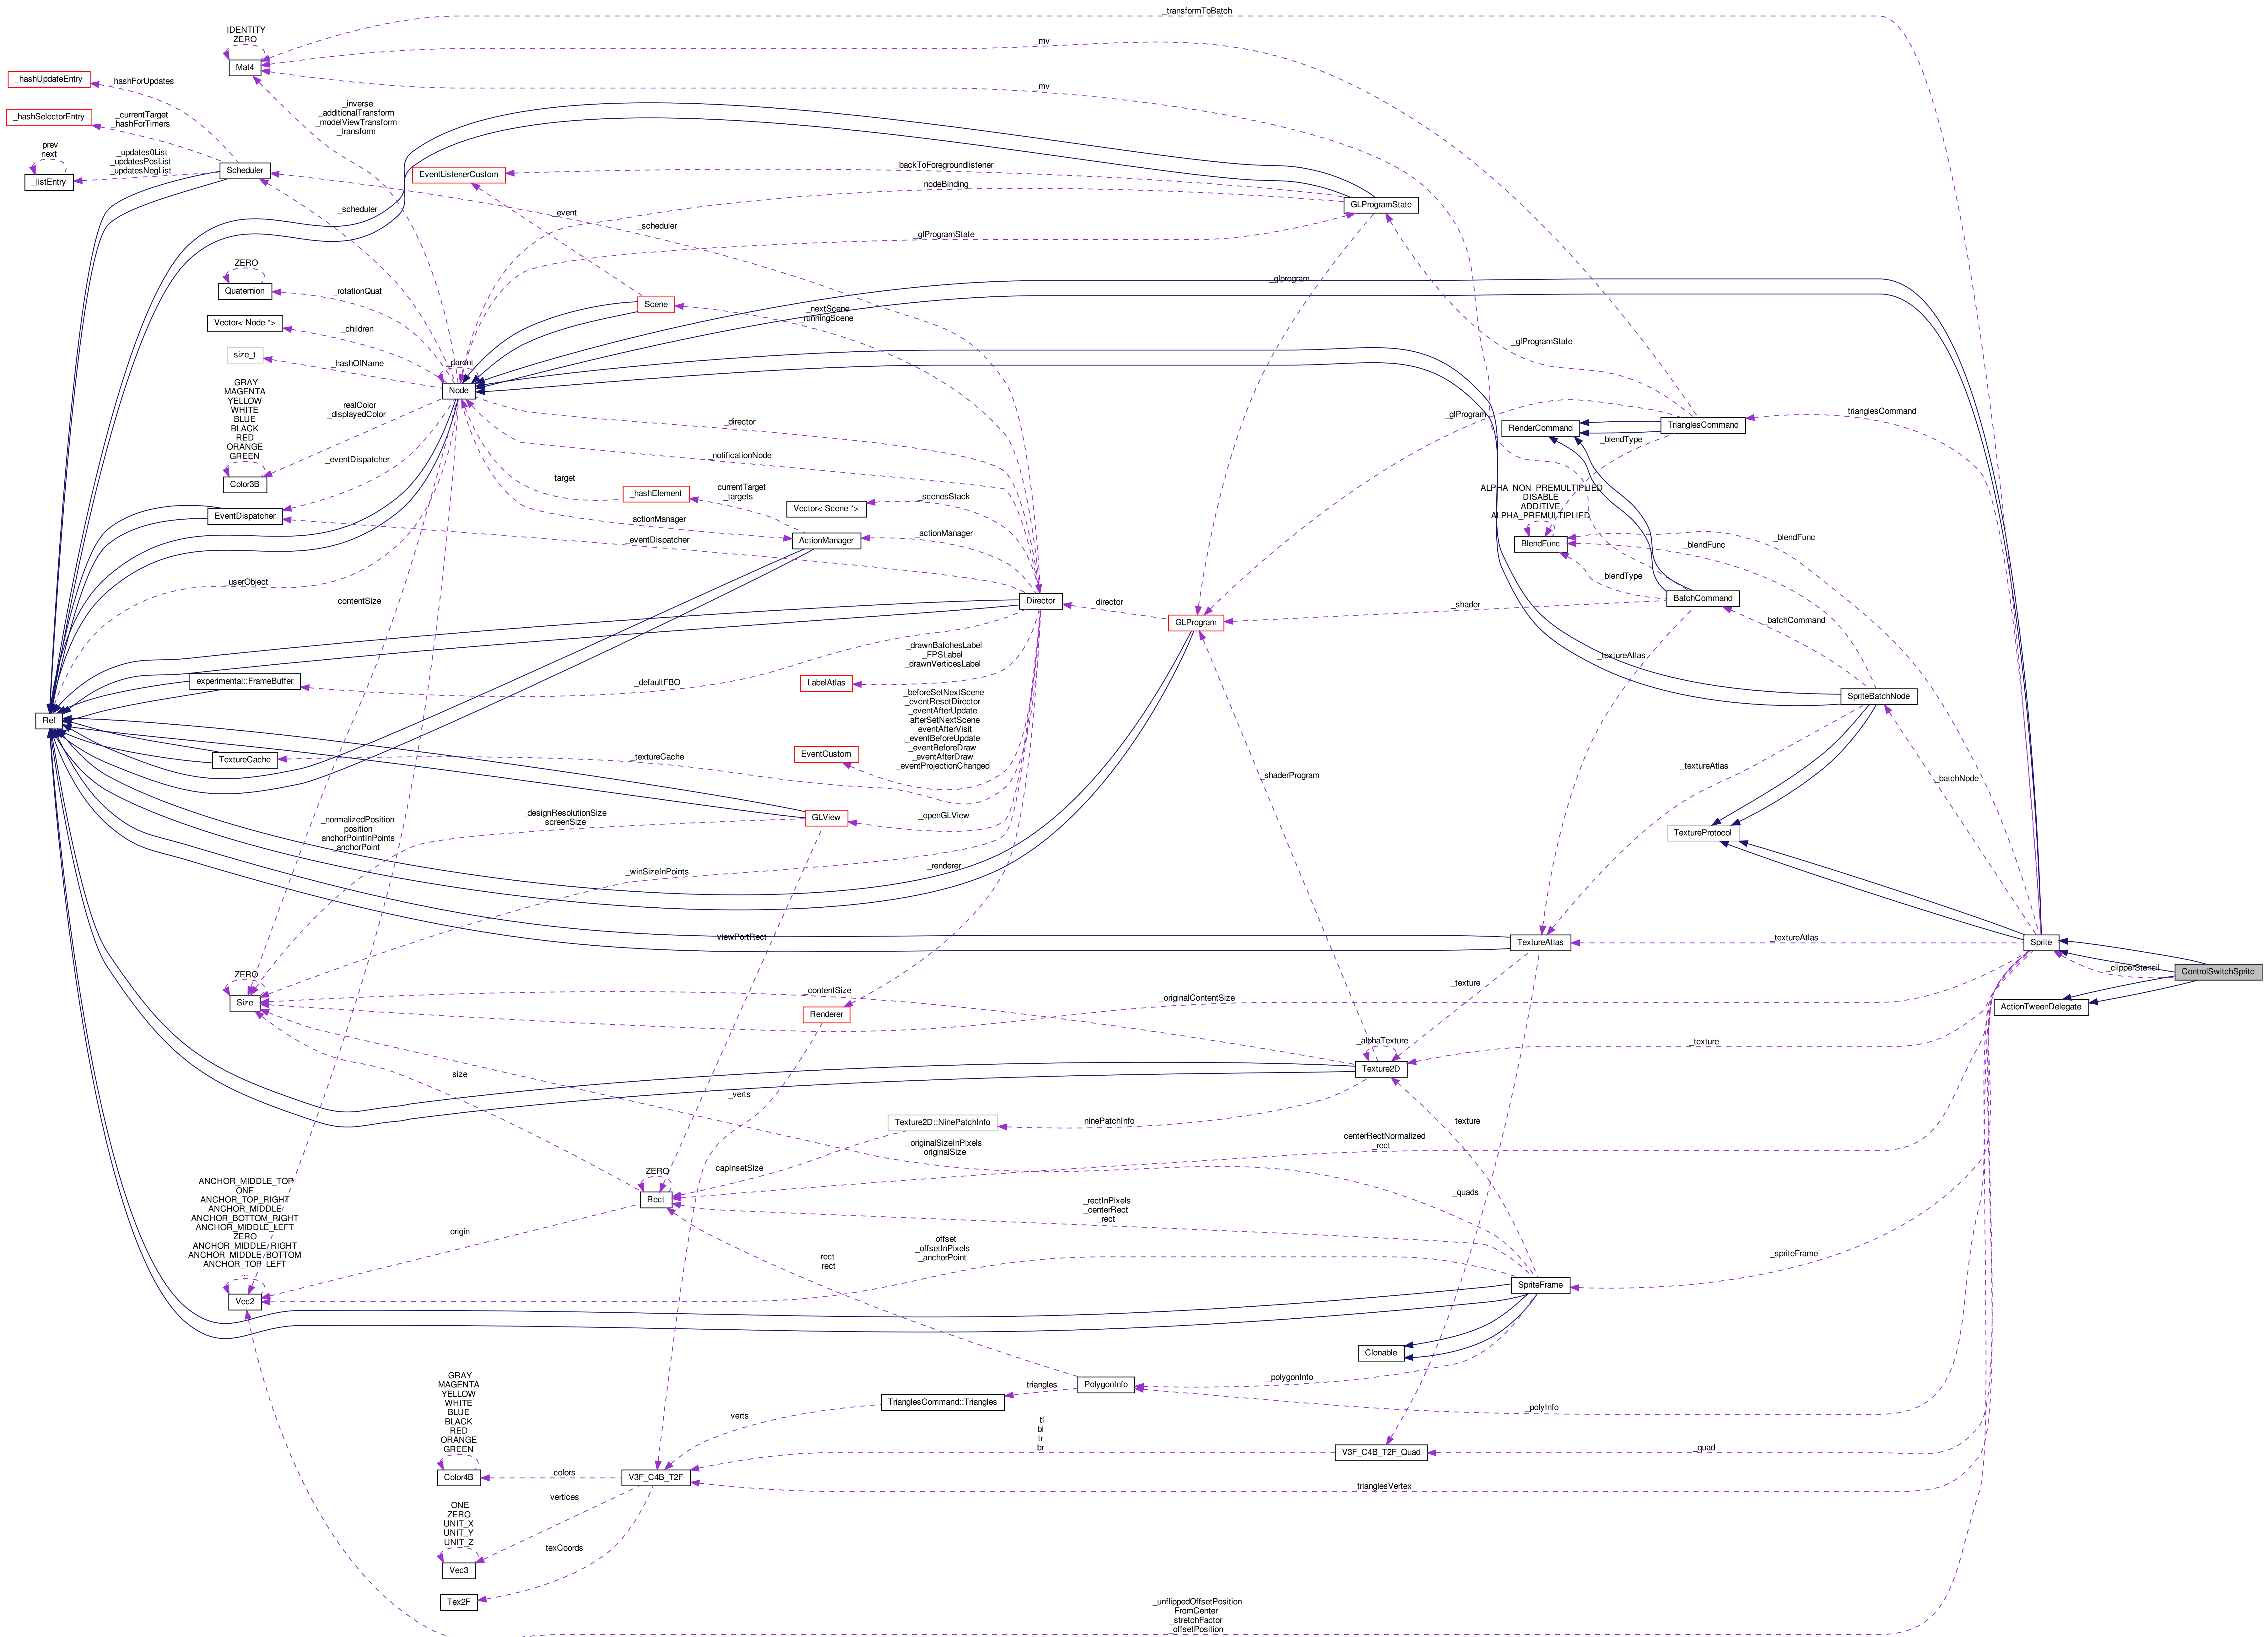 _transformToBatch
IDENTITY
ZERO
_mv
Mat4
_hashUpdateEntry
_hashForUpdates
_mv
_inverse
_additionalTransform
_modelViewTransform
_transform
_hashSelectorEntry
_currentTarget
_hashForTimers
prev
next
_updates0List
_updatesPosList
_updatesNegList
_listEntry
Scheduler
EventListenerCustom
_backToForegroundlistener
_nodeBinding
GLProgramState
_scheduler
_event
_scheduler
_glProgramState
ZERO
Quaternion
_rotationQuat
_glprogram
Scene
_nextScene
_runningScene
Vector< Node *>
_children
_glProgramState
size_t
_hashOfName
_parent
Node
GRAY
MAGENTA
YELLOW
WHITE
BLUE
BLACK
RED
ORANGE
GREEN
_realColor
_displayedColor
Color3B
_director
_glProgram
RenderCommand
TrianglesCommand
_trianglesCommand
_blendType
_notificationNode
_eventDispatcher
target
_hashElement
_currentTarget
_targets
Vector< Scene *>
_scenesStack
ALPHA_NON_PREMULTIPLIED
DISABLE
ADDITIVE
ALPHA_PREMULTIPLIED
EventDispatcher
_actionManager
ActionManager
_actionManager
_eventDispatcher
BlendFunc
_blendFunc
_blendFunc
_userObject
_blendType
_contentSize
Director
_director
_shader
BatchCommand
GLProgram
_batchCommand
_drawnBatchesLabel
_FPSLabel
_drawnVerticesLabel
_textureAtlas
experimental::FrameBuffer
_defaultFBO
LabelAtlas
SpriteBatchNode
_beforeSetNextScene
_eventResetDirector
_eventAfterUpdate
_afterSetNextScene
_eventAfterVisit
_eventBeforeUpdate
_eventBeforeDraw
_eventAfterDraw
_eventProjectionChanged
Ref
TextureCache
_textureCache
EventCustom
_textureAtlas
_shaderProgram
_batchNode
_designResolutionSize
_screenSize
GLView
_openGLView
_normalizedPosition
_position
_anchorPointInPoints
_anchorPoint
TextureProtocol
_winSizeInPoints
_renderer
_viewPortRect
TextureAtlas
_textureAtlas
Sprite
_clipperStencil
ControlSwitchSprite
ZERO
Size
_contentSize
_originalContentSize
_texture
ActionTweenDelegate
Renderer
_alphaTexture
_texture
Texture2D
size
_verts
Texture2D::NinePatchInfo
_ninePatchInfo
_texture
_originalSizeInPixels
_originalSize
_centerRectNormalized
_rect
capInsetSize
ZERO
Rect
_quads
ANCHOR_MIDDLE_TOP
ONE
ANCHOR_TOP_RIGHT
ANCHOR_MIDDLE
ANCHOR_BOTTOM_RIGHT
ANCHOR_MIDDLE_LEFT
ZERO
ANCHOR_MIDDLE_RIGHT
ANCHOR_MIDDLE_BOTTOM
ANCHOR_TOP_LEFT
...
_rectInPixels
_centerRect
_rect
origin
_offset
_offsetInPixels
_anchorPoint
rect
_rect
_spriteFrame
SpriteFrame
Vec2
Clonable
GRAY
MAGENTA
YELLOW
WHITE
BLUE
BLACK
RED
ORANGE
GREEN
PolygonInfo
_polygonInfo
triangles
TrianglesCommand::Triangles
_polyInfo
verts
tl
bl
tr
br
V3F_C4B_T2F_Quad
_quad
Color4B
colors
V3F_C4B_T2F
_trianglesVertex
vertices
ONE
ZERO
UNIT_X
UNIT_Y
UNIT_Z
texCoords
Vec3
Tex2F
_unflippedOffsetPosition
FromCenter
_stretchFactor
_offsetPosition